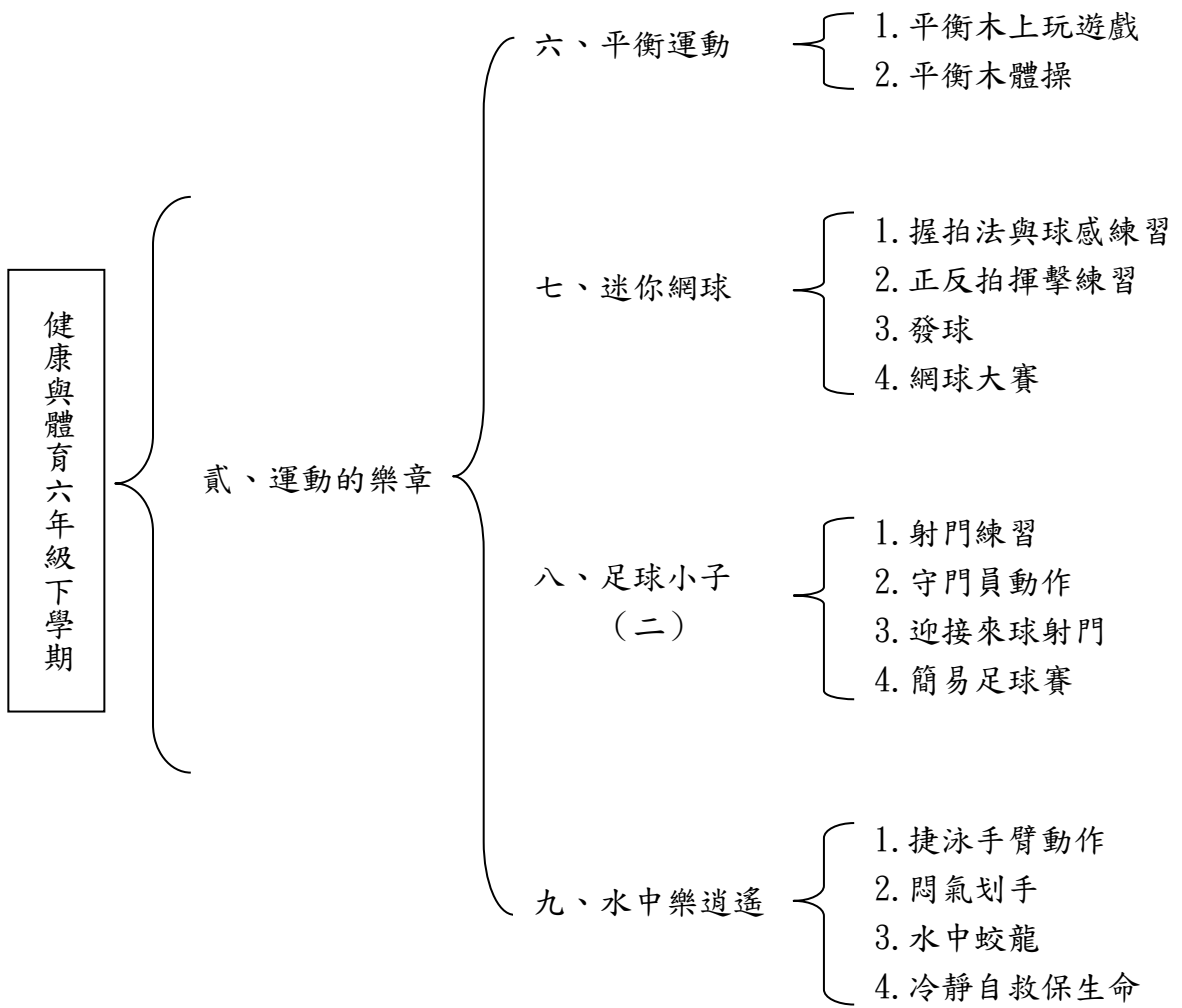 健康與體育六年級下學期
貳、運動的樂章
六、平衡運動
1.平衡木上玩遊戲
2.平衡木體操
七、迷你網球
1.握拍法與球感練習
2.正反拍揮擊練習
3.發球
4.網球大賽
八、足球小子
（二）
1.射門練習
2.守門員動作
3.迎接來球射門
4.簡易足球賽
九、水中樂逍遙
1.捷泳手臂動作
2.悶氣划手
3.水中蛟龍
4.冷靜自救保生命